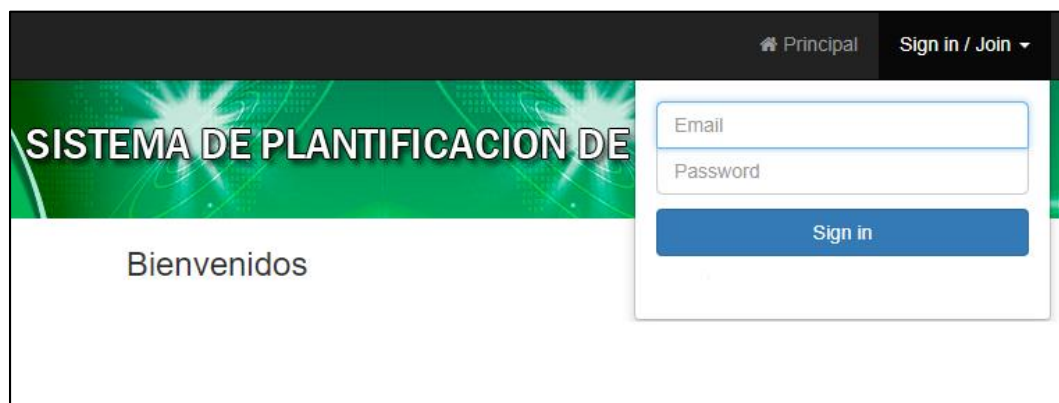 Principal
Sign in / Join
SISTEMA DE PLANTIFICACION DE
Email
Password
Sign in
Bienvenidos